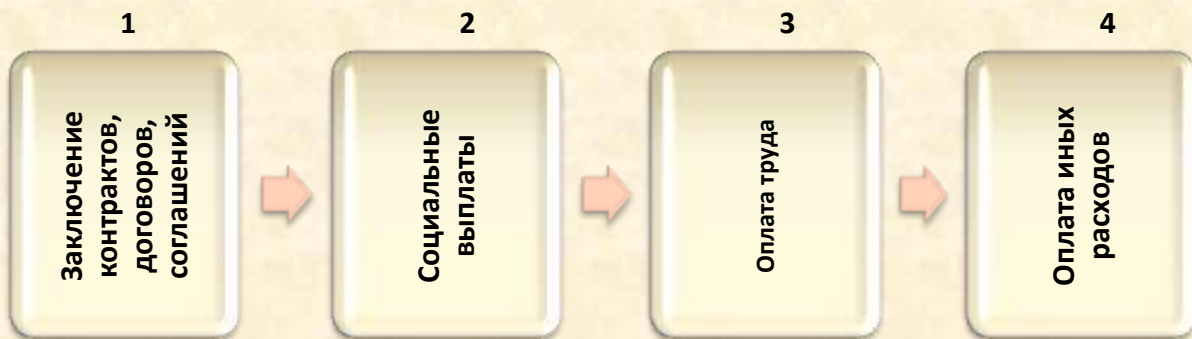 1
Заключение
контрактов,
договоров,
соглашений
2
Социальные
выплаты
3
Оплата труда
4
Оплата иных
расходов